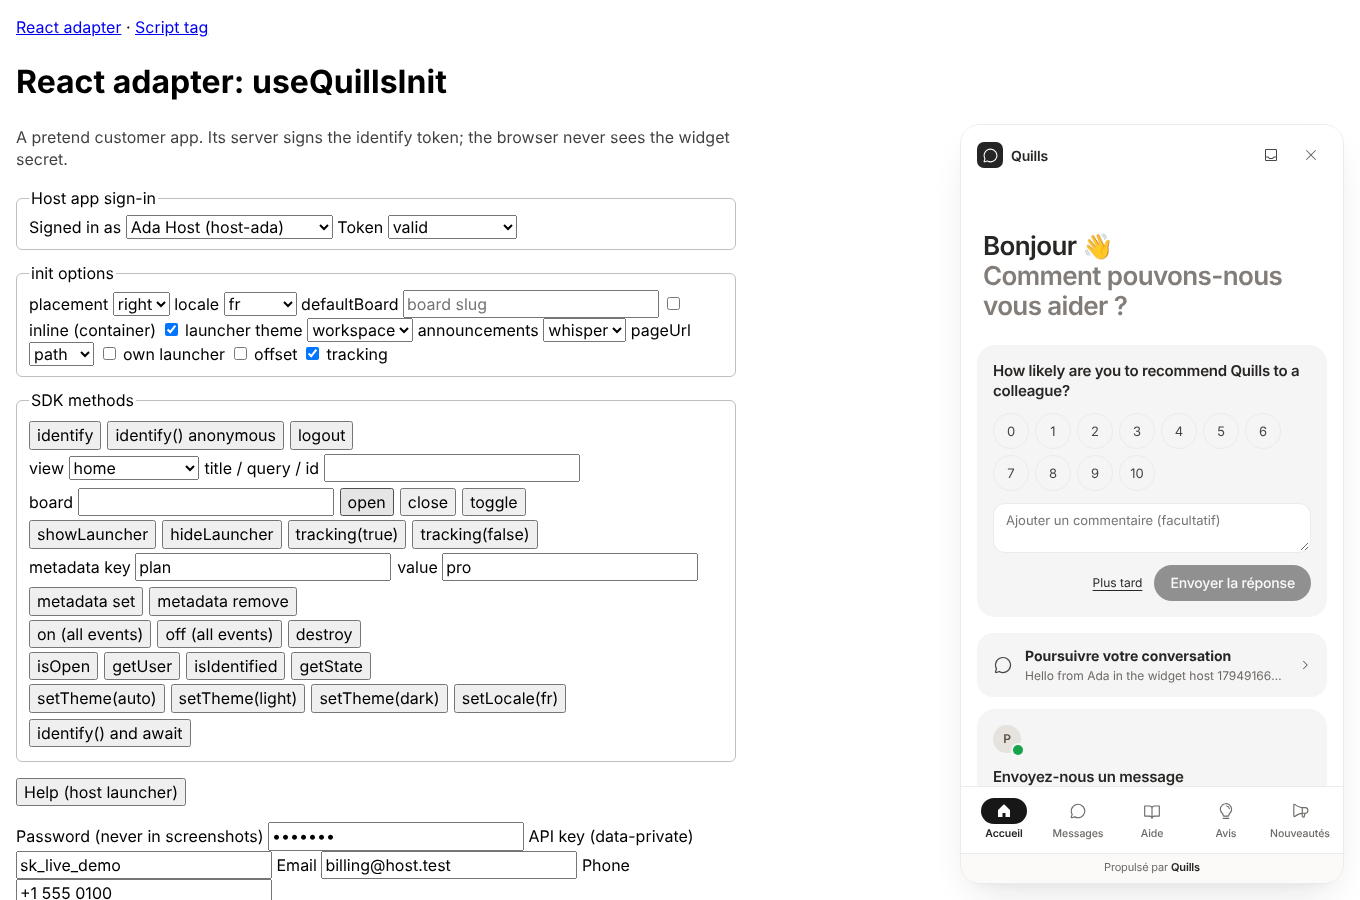 React adapter · Script tag
React adapter: useQuillsInit
A pretend customer app. Its server signs the identify token; the browser never sees the widget
secret.
Host app sign-in
Signed in as Ada Host (host-ada) Token valid
init options
placement right locale fr defaultBoard board slug
inline (container) launcher theme workspace announcements whisper pageUrl
path own launcher offset tracking
SDK methods
identify identify() anonymous logout
view home title / query / id
board open close toggle
showLauncher hideLauncher tracking(true) tracking(false)
metadata key plan value pro
metadata set metadata remove
on (all events) off (all events) destroy
isOpen getUser isIdentified getState
setTheme(auto) setTheme(light) setTheme(dark) setLocale(fr)
identify() and await
Help (host launcher)
Password (never in screenshots) ••••••• API key (data-private)
sk_live_demo Email billing@host.test Phone
+1 555 0100
Quills
Bonjour 👋
Comment pouvons-nous
vous aider ?
How likely are you to recommend Quills to a
colleague?
0 1 2 3 4 5 6
7 8 9 10
Ajouter un commentaire (facultatif)
Plus tard Envoyer la réponse
Poursuivre votre conversation
Hello from Ada in the widget host 17949166...
P
Envoyez-nous un message
Accueil Messages Aide Avis Nouveautés
Propulsé par Quills